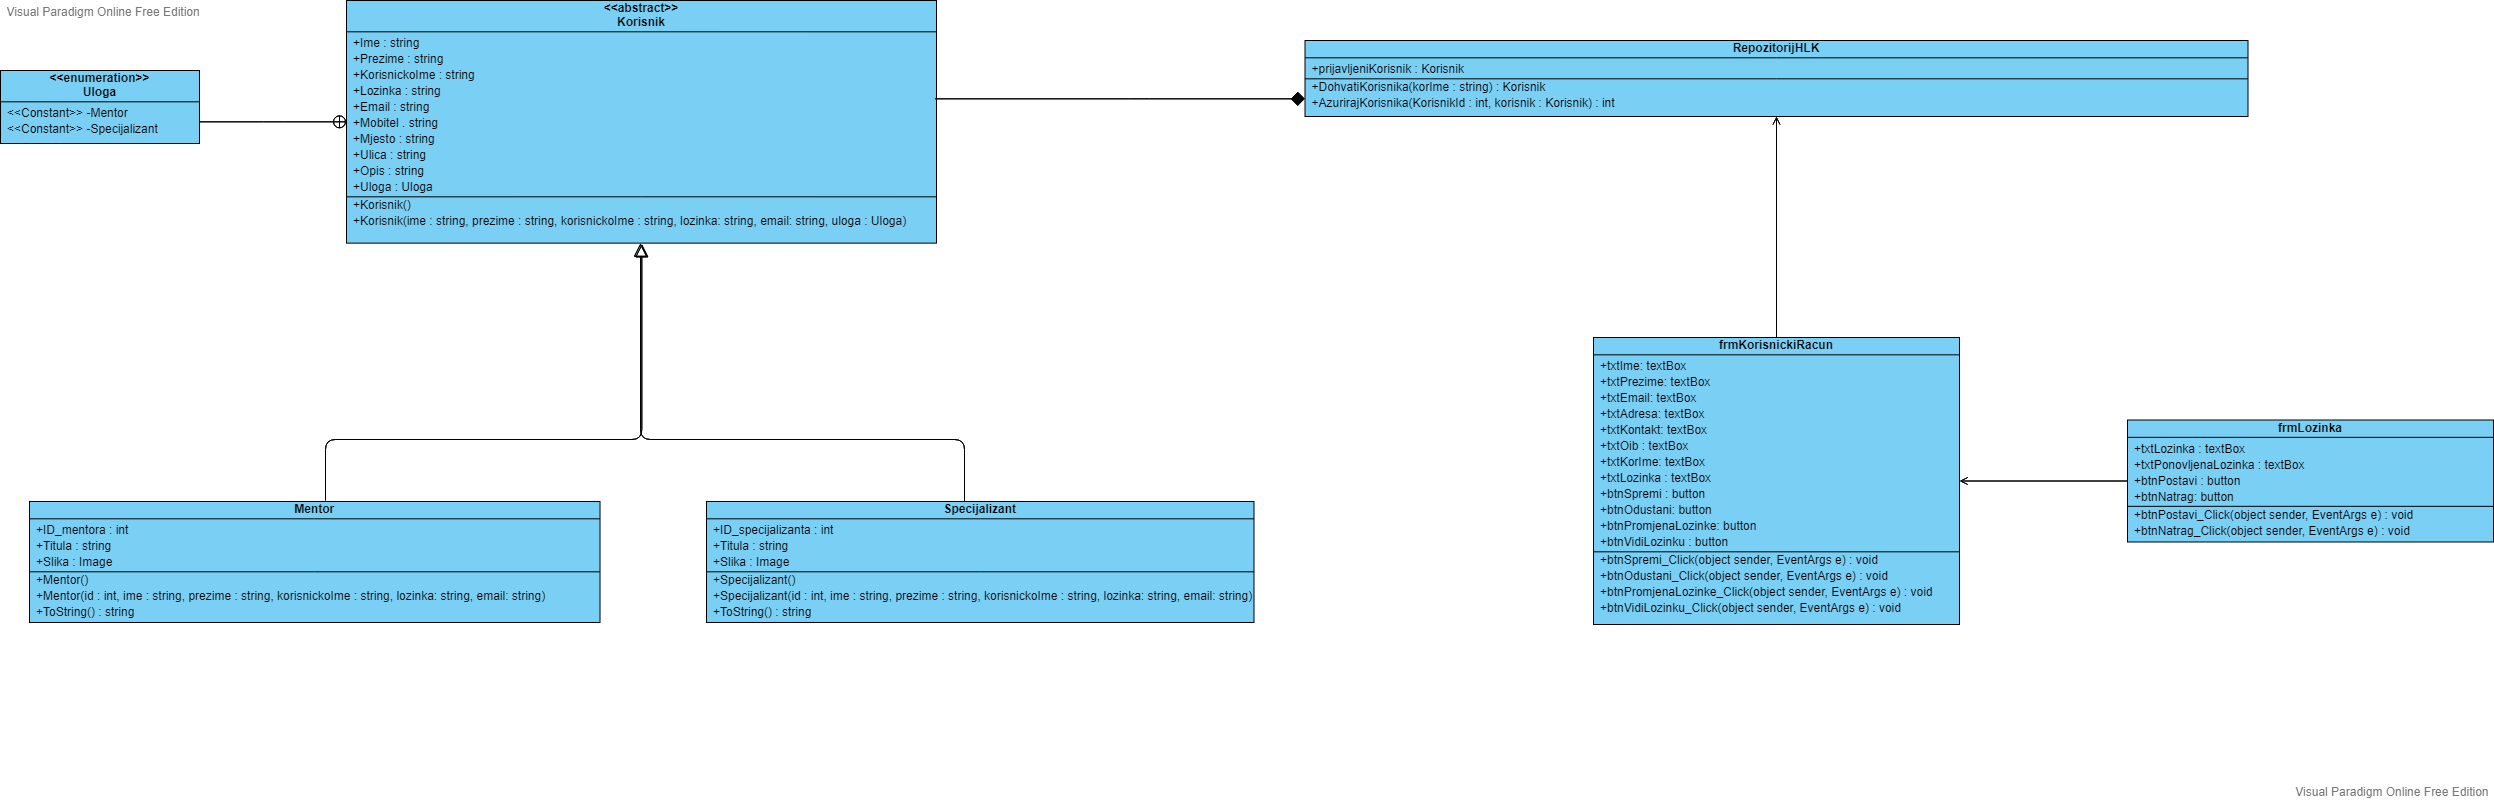 Visual Paradigm Online Free Edition
<<enumeration>>
Uloga
<<Constant>> -Mentor
<<Constant>> -Specijalizant
<<abstract>>
Korisnik
+Ime : string
+Prezime : string
+KorisnickoIme : string
+Lozinka : string
+Email : string
+Mobitel . string
+Mjesto : string
+Ulica : string
+Opis : string
+Uloga : Uloga
+Korisnik()
+Korisnik(ime : string, prezime : string, korisnickoIme : string, lozinka: string, email: string, uloga : Uloga)
RepozitorijHLK
+prijavljeniKorisnik : Korisnik
+DohvatiKorisnika(korIme : string) : Korisnik
+AzurirajKorisnika(KorisnikId : int, korisnik : Korisnik) : int
Mentor
+ID_mentora : int
+Titula : string
+Slika : Image
+Mentor()
+Mentor(id : int, ime : string, prezime : string, korisnickoIme : string, lozinka: string, email: string)
+ToString() : string
Specijalizant
+ID_specijalizanta : int
+Titula : string
+Slika : Image
+Specijalizant()
+Specijalizant(id : int, ime : string, prezime : string, korisnickoIme : string, lozinka: string, email: string)
+ToString() : string
frmKorisnickiRacun
+txtIme: textBox
+txtPrezime: textBox
+txtEmail: textBox
+txtAdresa: textBox
+txtKontakt: textBox
+txtOib : textBox
+txtKorIme: textBox
+txtLozinka : textBox
+btnSpremi : button
+btnOdustani: button
+btnPromjenaLozinke: button
+btnVidiLozinku : button
+btnSpremi_Click(object sender, EventArgs e) : void
+btnOdustani_Click(object sender, EventArgs e) : void
+btnPromjenaLozinke_Click(object sender, EventArgs e) : void
+btnVidiLozinku_Click(object sender, EventArgs e) : void
frmLozinka
+txtLozinka : textBox
+txtPonovljenaLozinka : textBox
+btnPostavi : button
+btnNatrag: button
+btnPostavi_Click(object sender, EventArgs e) : void
+btnNatrag_Click(object sender, EventArgs e) : void
Visual Paradigm Online Free Edition